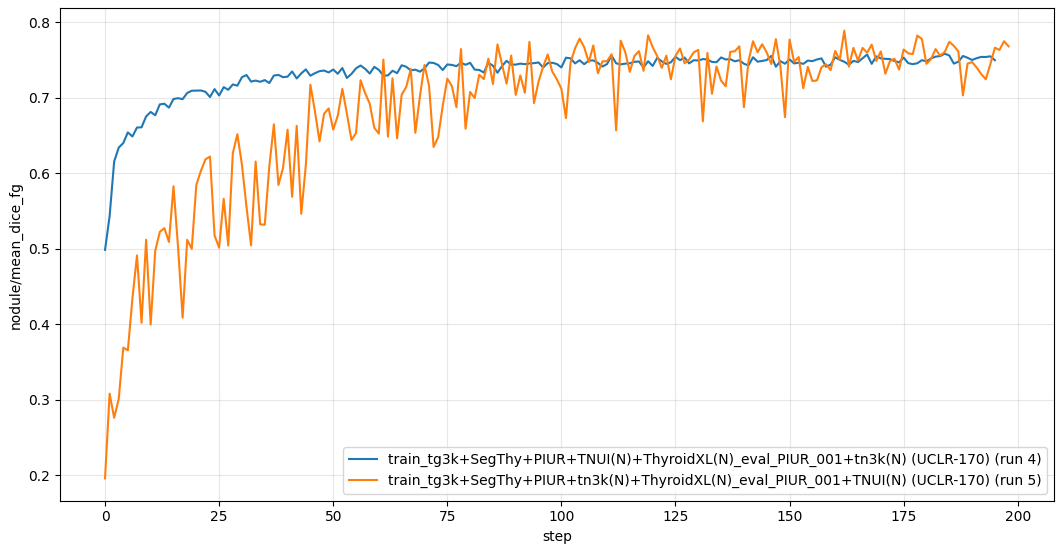 0.8
0.7
0.6
0.5
0.4
0.3
0.2
nodule/mean_dice_fg
train_tg3k+SegThy+PIUR+TNUI(N)+ThyroidXL(N)_eval_PIUR_001+tn3k(N) (UCLR-170) (run 4)
train_tg3k+SegThy+PIUR+tn3k(N)+ThyroidXL(N)_eval_PIUR_001+TNUI(N) (UCLR-170) (run 5)
0 25 50 75 100 125 150 175 200
step